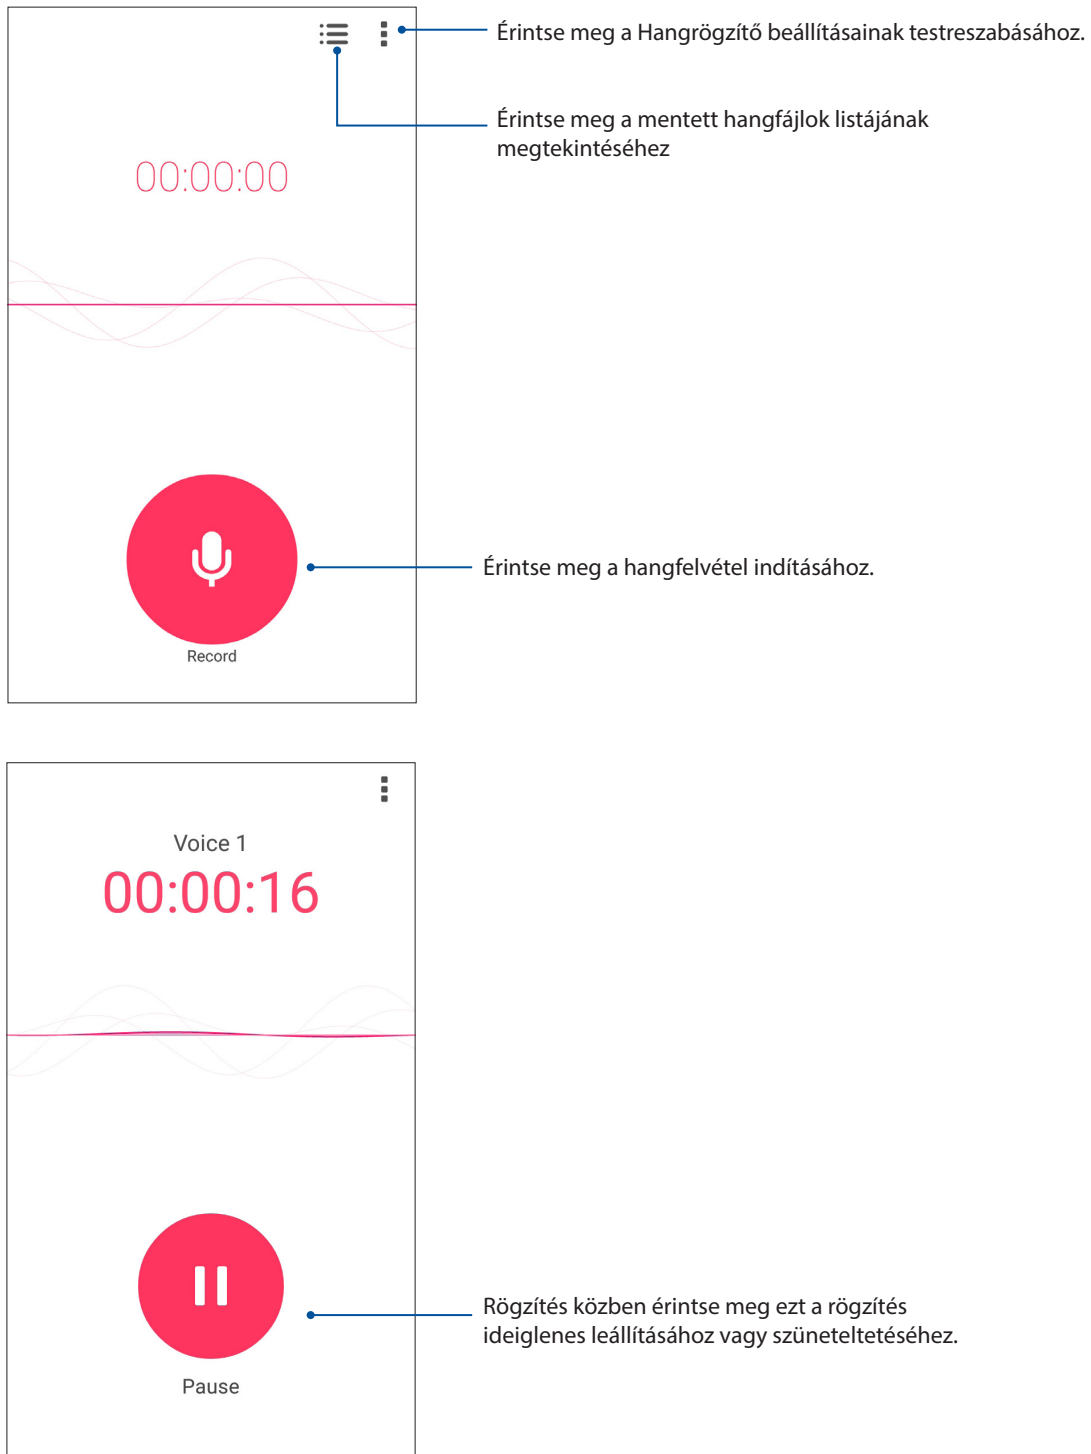 Érintse meg a Hangrögzítő beállításainak testreszabásához.
Érintse meg a mentett hangfájlok listájának
megtekintéséhez
00:00:00
Érintse meg a hangfelvétel indításához.
Record
Voice 1
00:00:16
Rögzítés közben érintse meg ezt a rögzítés
ideiglenes leállításához vagy szüneteltetéséhez.
Pause